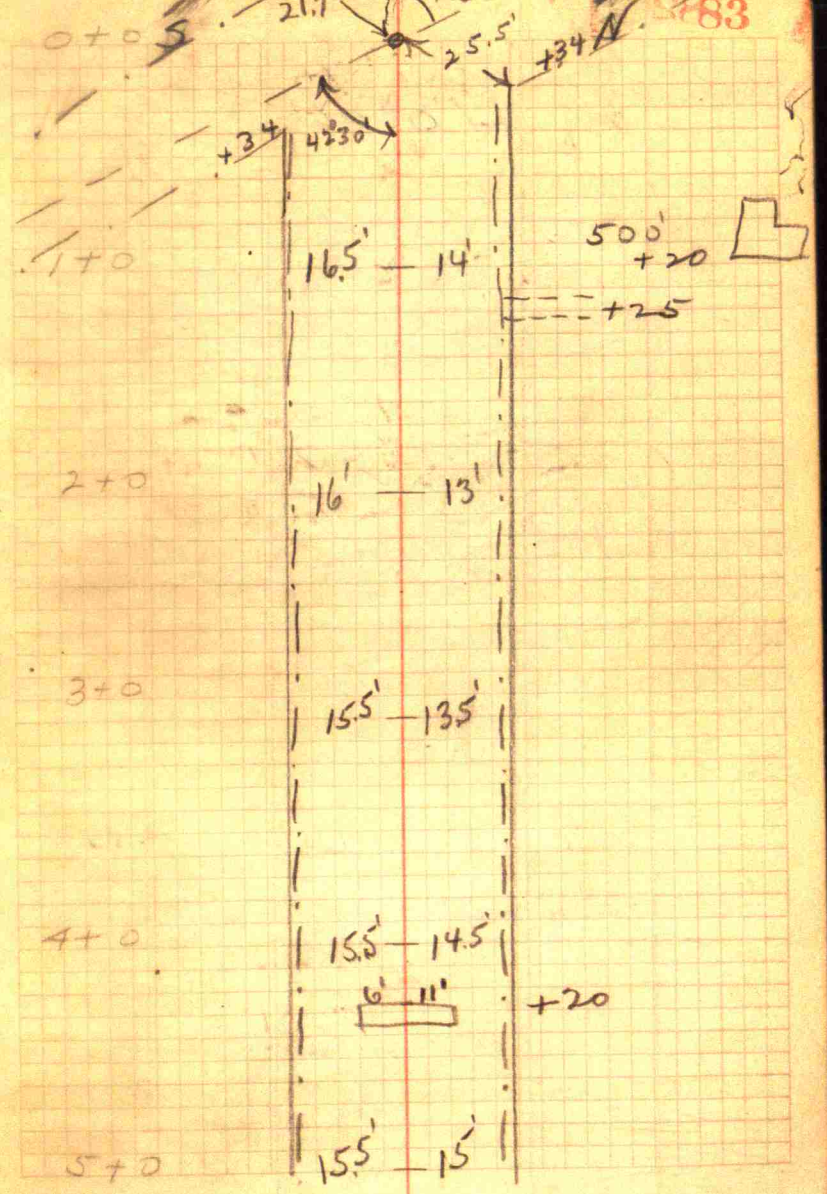 83
21.1
0+0 S
25.5'
+34 N
+34 42°30'
1+0
16.5' — 14'
500'
+20
+25
2+0
16' — 13'
3+0
15.5' — 13.5'
4+0
15.5' — 14.5'
6' 11'
+20
5+0
15.5' — 15'